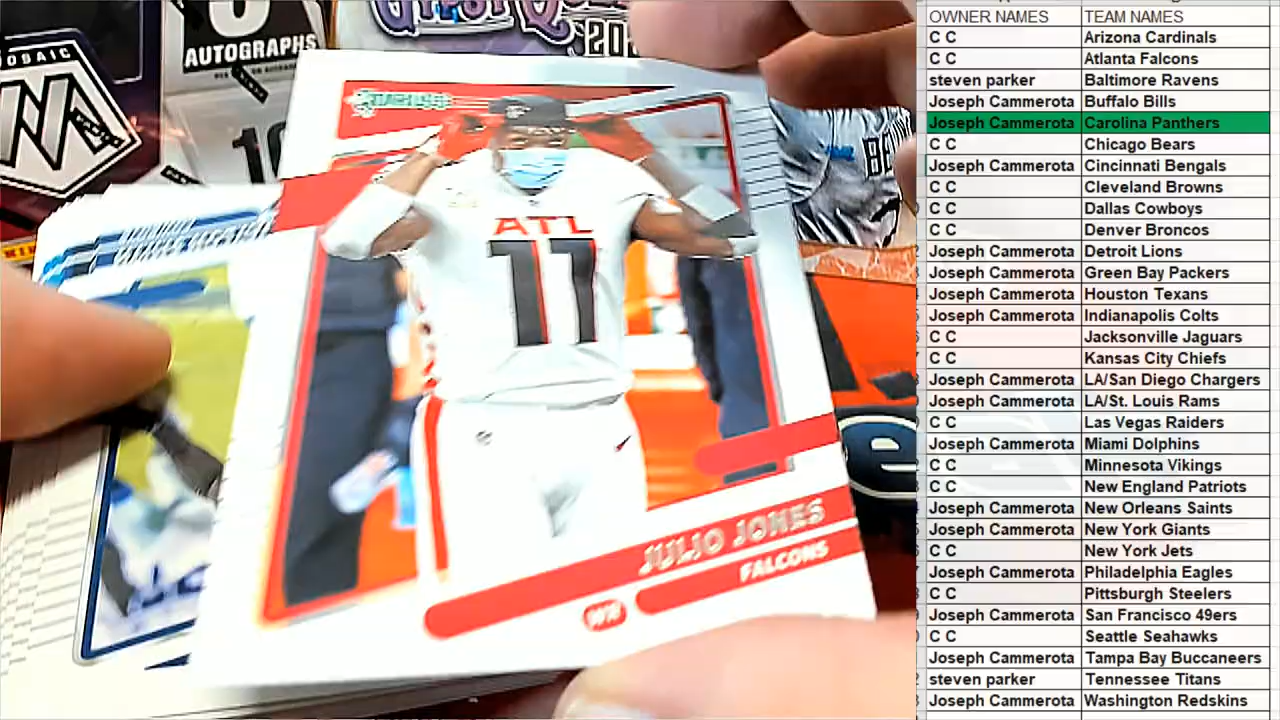 MOSAIC
AUTOGRAPHS
DONRUSS
ATL
11
JULIO JONES
FALCONS
WR
OWNER NAMES TEAM NAMES
C C Arizona Cardinals
C C Atlanta Falcons
steven parker Baltimore Ravens
Joseph Cammerota Buffalo Bills
Joseph Cammerota Carolina Panthers
C C Chicago Bears
Joseph Cammerota Cincinnati Bengals
C C Cleveland Browns
C C Dallas Cowboys
C C Denver Broncos
Joseph Cammerota Detroit Lions
Joseph Cammerota Green Bay Packers
Joseph Cammerota Houston Texans
Joseph Cammerota Indianapolis Colts
C C Jacksonville Jaguars
C C Kansas City Chiefs
Joseph Cammerota LA/San Diego Chargers
Joseph Cammerota LA/St. Louis Rams
C C Las Vegas Raiders
Joseph Cammerota Miami Dolphins
C C Minnesota Vikings
C C New England Patriots
Joseph Cammerota New Orleans Saints
Joseph Cammerota New York Giants
C C New York Jets
Joseph Cammerota Philadelphia Eagles
C C Pittsburgh Steelers
Joseph Cammerota San Francisco 49ers
C C Seattle Seahawks
Joseph Cammerota Tampa Bay Buccaneers
steven parker Tennessee Titans
Joseph Cammerota Washington Redskins